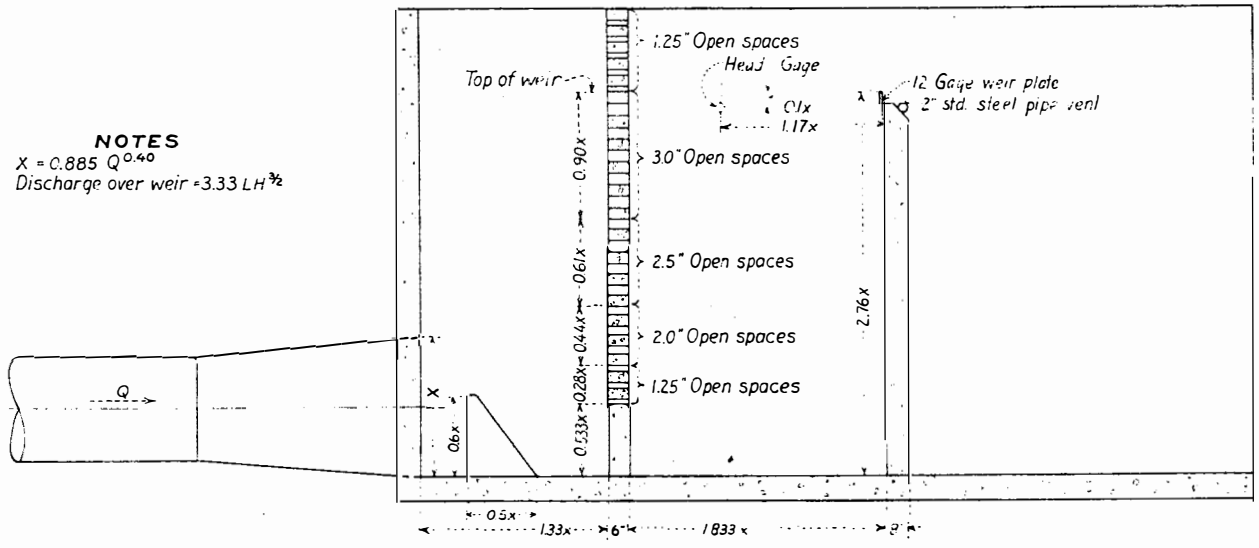 NOTES
X = 0.885 Q^0.40
Discharge over weir = 3.33 LH^3/2
Top of weir
1.25" Open spaces
Head Gage
0.1x
1.17x
12 Gage weir plate
2" std. steel pipe vent
3.0" Open spaces
0.90x
2.5" Open spaces
0.61x
2.76x
2.0" Open spaces
0.44x
1.25" Open spaces
0.28x
0.533x
Q
X
0.6x
0.5x
1.33x
6"
1.833x